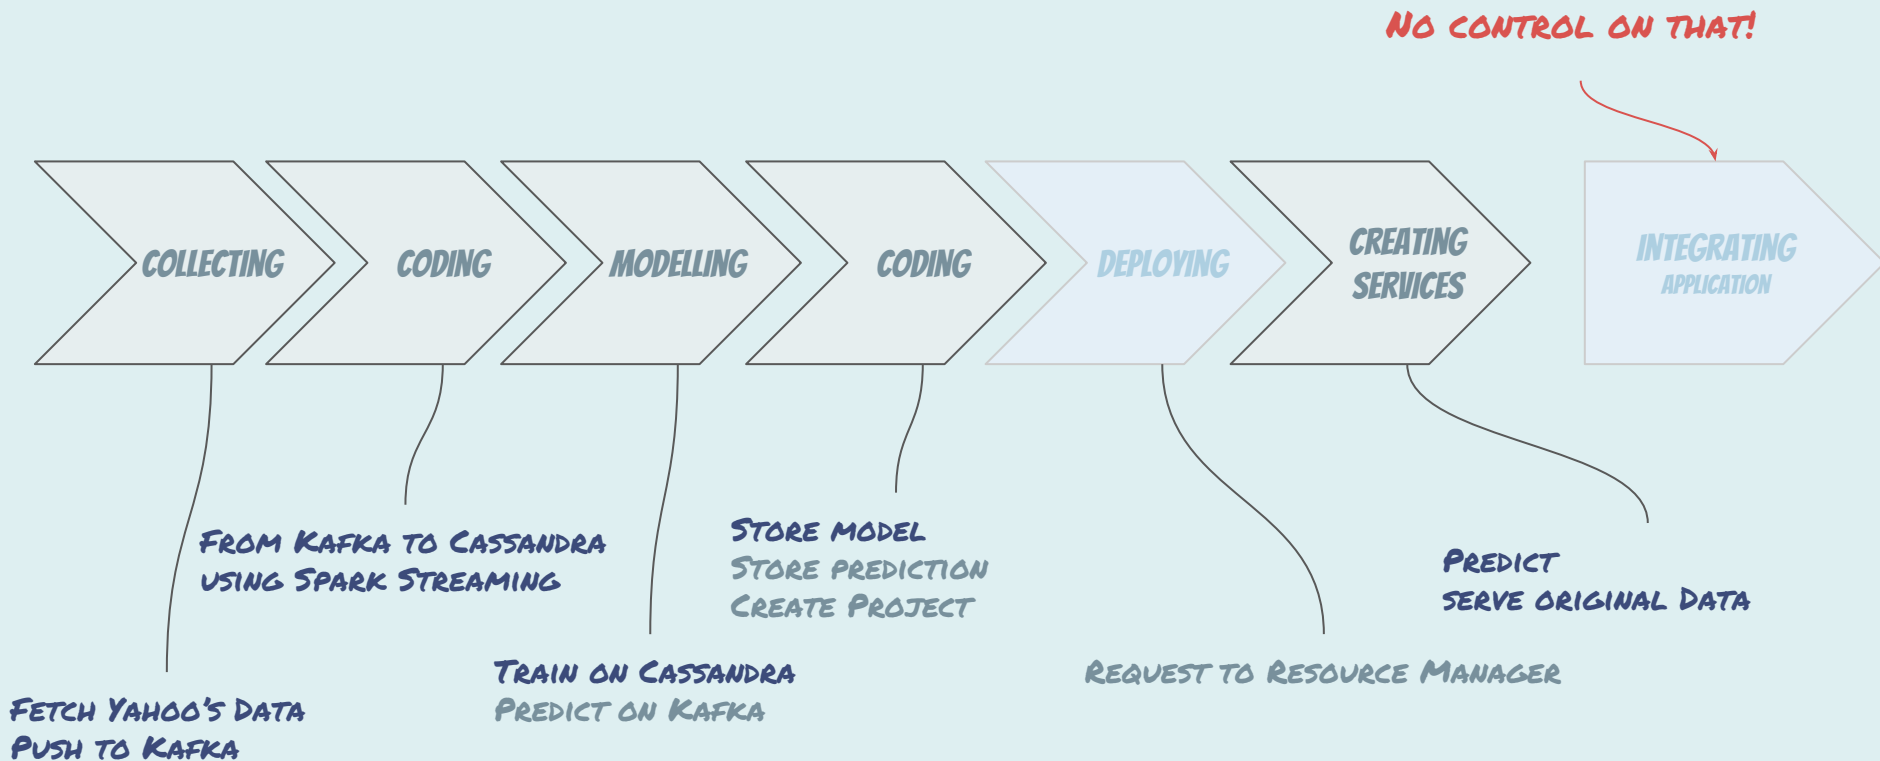 No control on that!
COLLECTING
CODING
MODELLING
CODING
DEPLOYING
CREATING
SERVICES
INTEGRATING
APPLICATION
From Kafka to Cassandra
using Spark Streaming
Store model
Store prediction
Create Project
Predict
serve original Data
Train on Cassandra
Predict on Kafka
Request to Resource Manager
Fetch Yahoo's Data
Push to Kafka